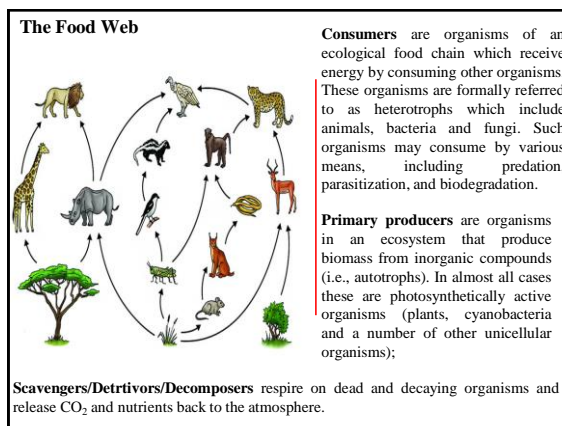 The Food Web
Consumers are organisms of an
ecological food chain which receive
energy by consuming other organisms.
These organisms are formally referred
to as heterotrophs which include
animals, bacteria and fungi. Such
organisms may consume by various
means, including predation,
parasitization, and biodegradation.
Primary producers are organisms
in an ecosystem that produce
biomass from inorganic compounds
(i.e., autotrophs). In almost all cases
these are photosynthetically active
organisms (plants, cyanobacteria
and a number of other unicellular
organisms);
Scavengers/Detrtivors/Decomposers respire on dead and decaying organisms and
release CO₂ and nutrients back to the atmosphere.